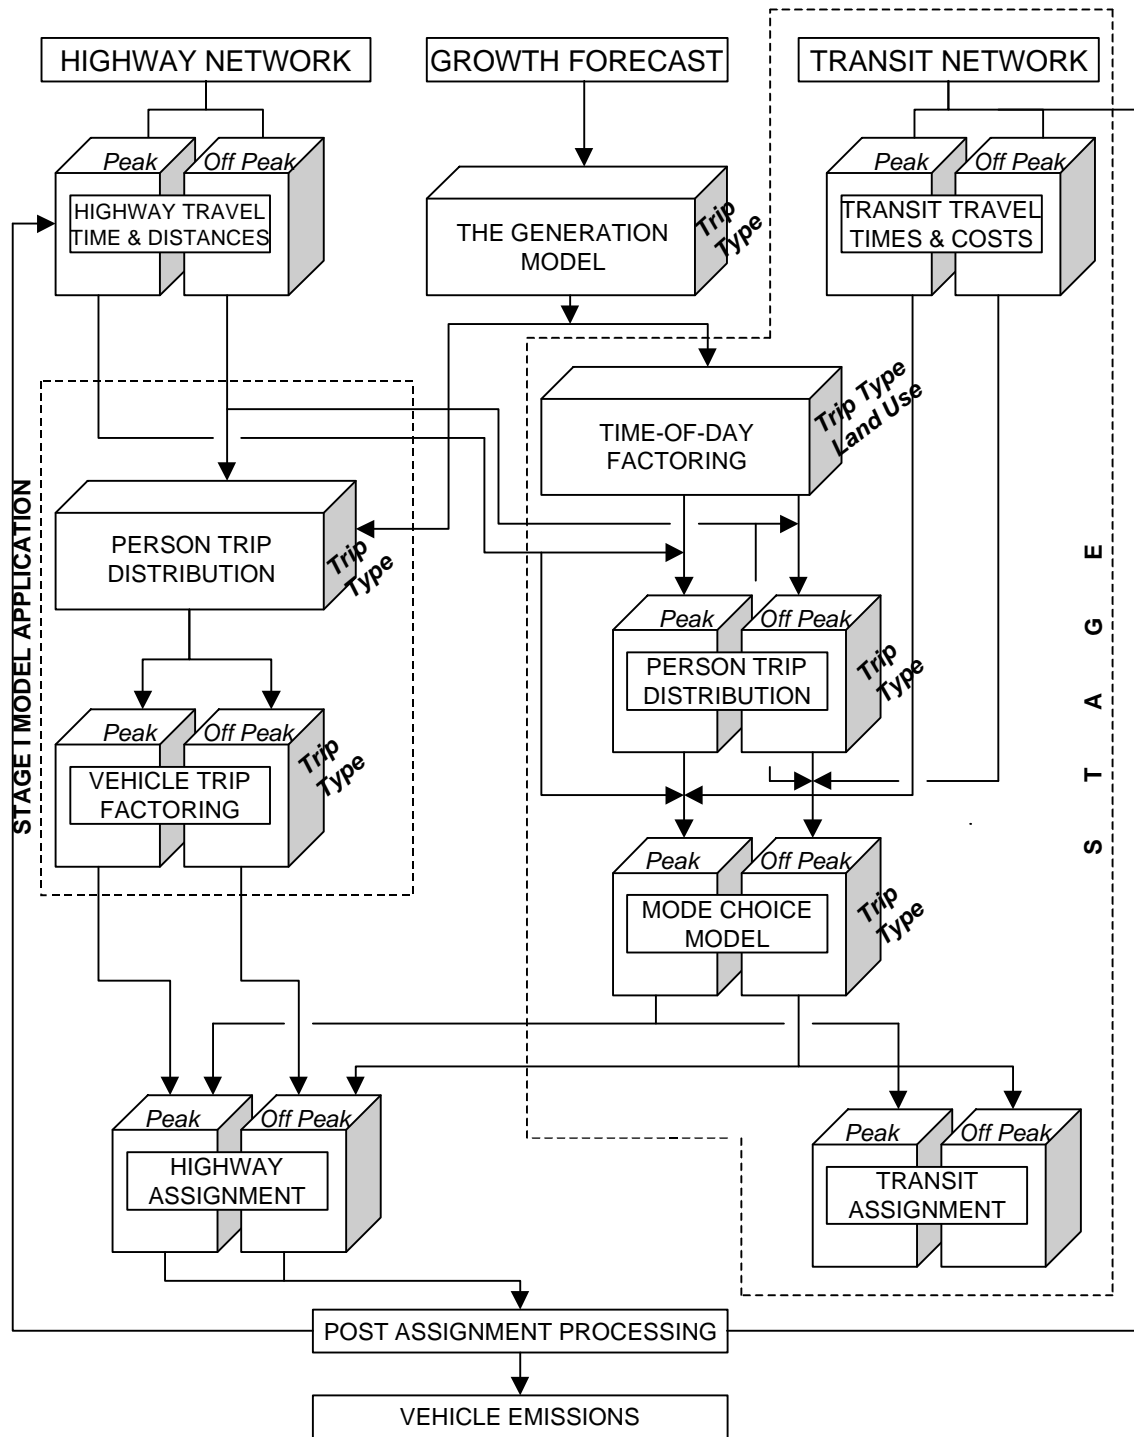 HIGHWAY NETWORK
GROWTH FORECAST
TRANSIT NETWORK
Peak
Off Peak
HIGHWAY TRAVEL
TIME & DISTANCES
THE GENERATION
MODEL
Trip
Type
Peak
Off Peak
TRANSIT TRAVEL
TIMES & COSTS
TIME-OF-DAY
FACTORING
Trip Type
Land Use
STAGE I MODEL APPLICATION
PERSON TRIP
DISTRIBUTION
Trip
Type
Peak
Off Peak
PERSON TRIP
DISTRIBUTION
Trip
Type
S T A G E
Peak
Off Peak
VEHICLE TRIP
FACTORING
Trip
Type
Peak
Off Peak
MODE CHOICE
MODEL
Trip
Type
Peak
Off Peak
HIGHWAY
ASSIGNMENT
Peak
Off Peak
TRANSIT
ASSIGNMENT
POST ASSIGNMENT PROCESSING
VEHICLE EMISSIONS